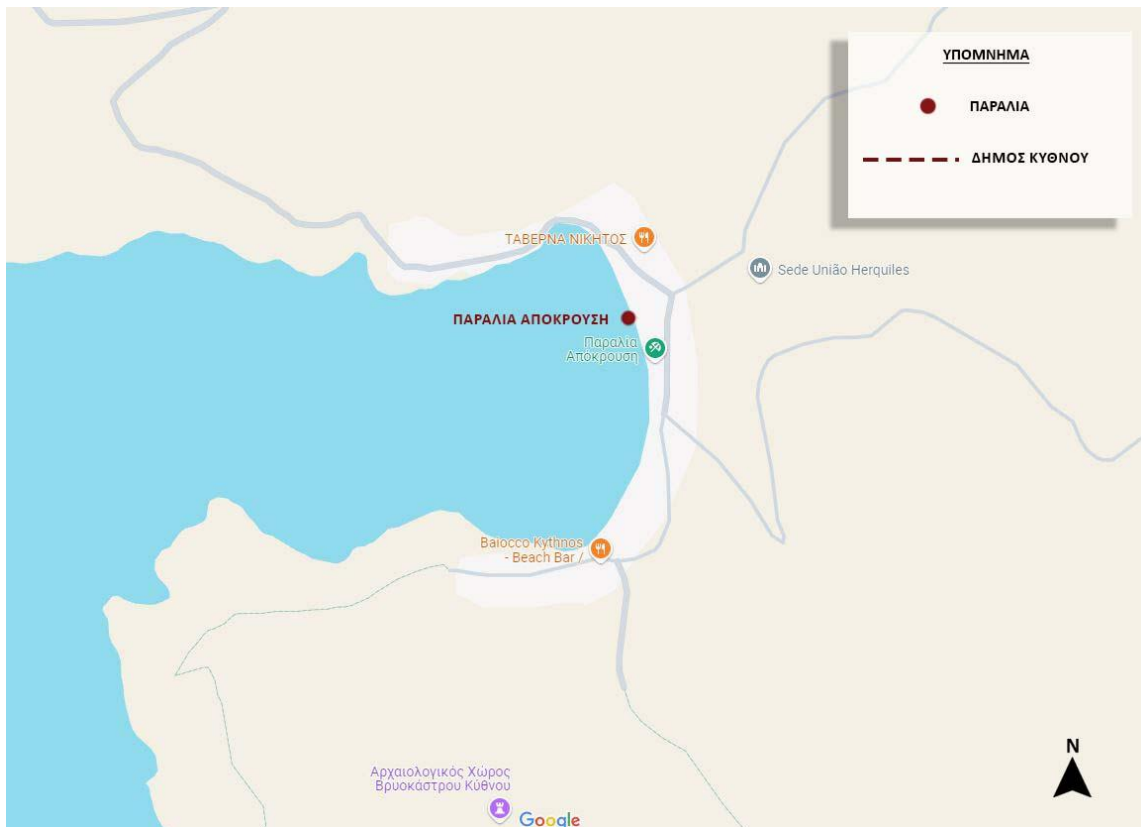 ΥΠΟΜΝΗΜΑ
ΠΑΡΑΛΙΑ
ΔΗΜΟΣ ΚΥΘΝΟΥ
ΤΑΒΕΡΝΑ ΝΙΚΗΤΟΣ
Sede União Herquiles
ΠΑΡΑΛΙΑ ΑΠΟΚΡΟΥΣΗ
Παραλία
Απόκρουση
Baiocco Kythnos
- Beach Bar /
Αρχαιολογικός Χώρος
Βρυοκάστρου Κύθνου
Google
N